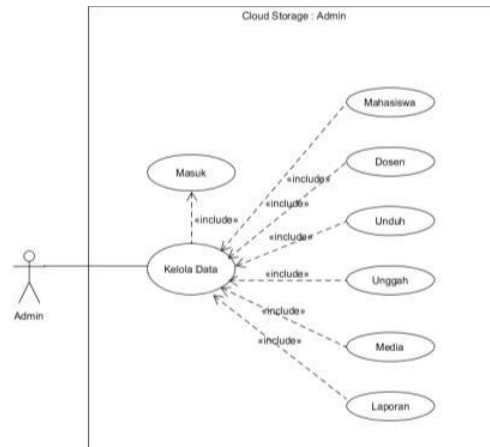 Cloud Storage : Admin
Mahasiswa
Masuk
Dosen
«include»
«include»
«include»
Unduh
«include»
Kelola Data
«include»
Unggah
Admin
«include»
Media
«include»
Laporan